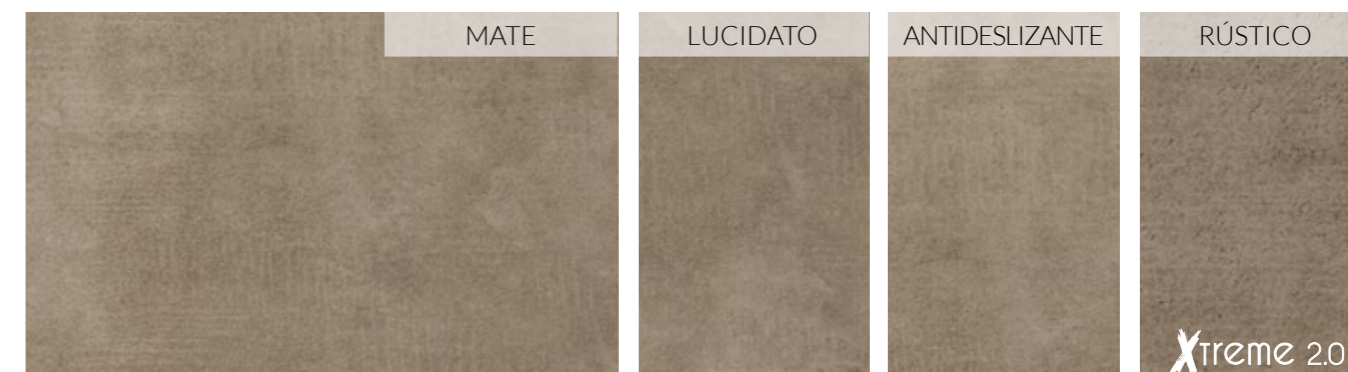 MATE
LUCIDATO
ANTIDESLIZANTE
RÚSTICO
Xtreme 2.0